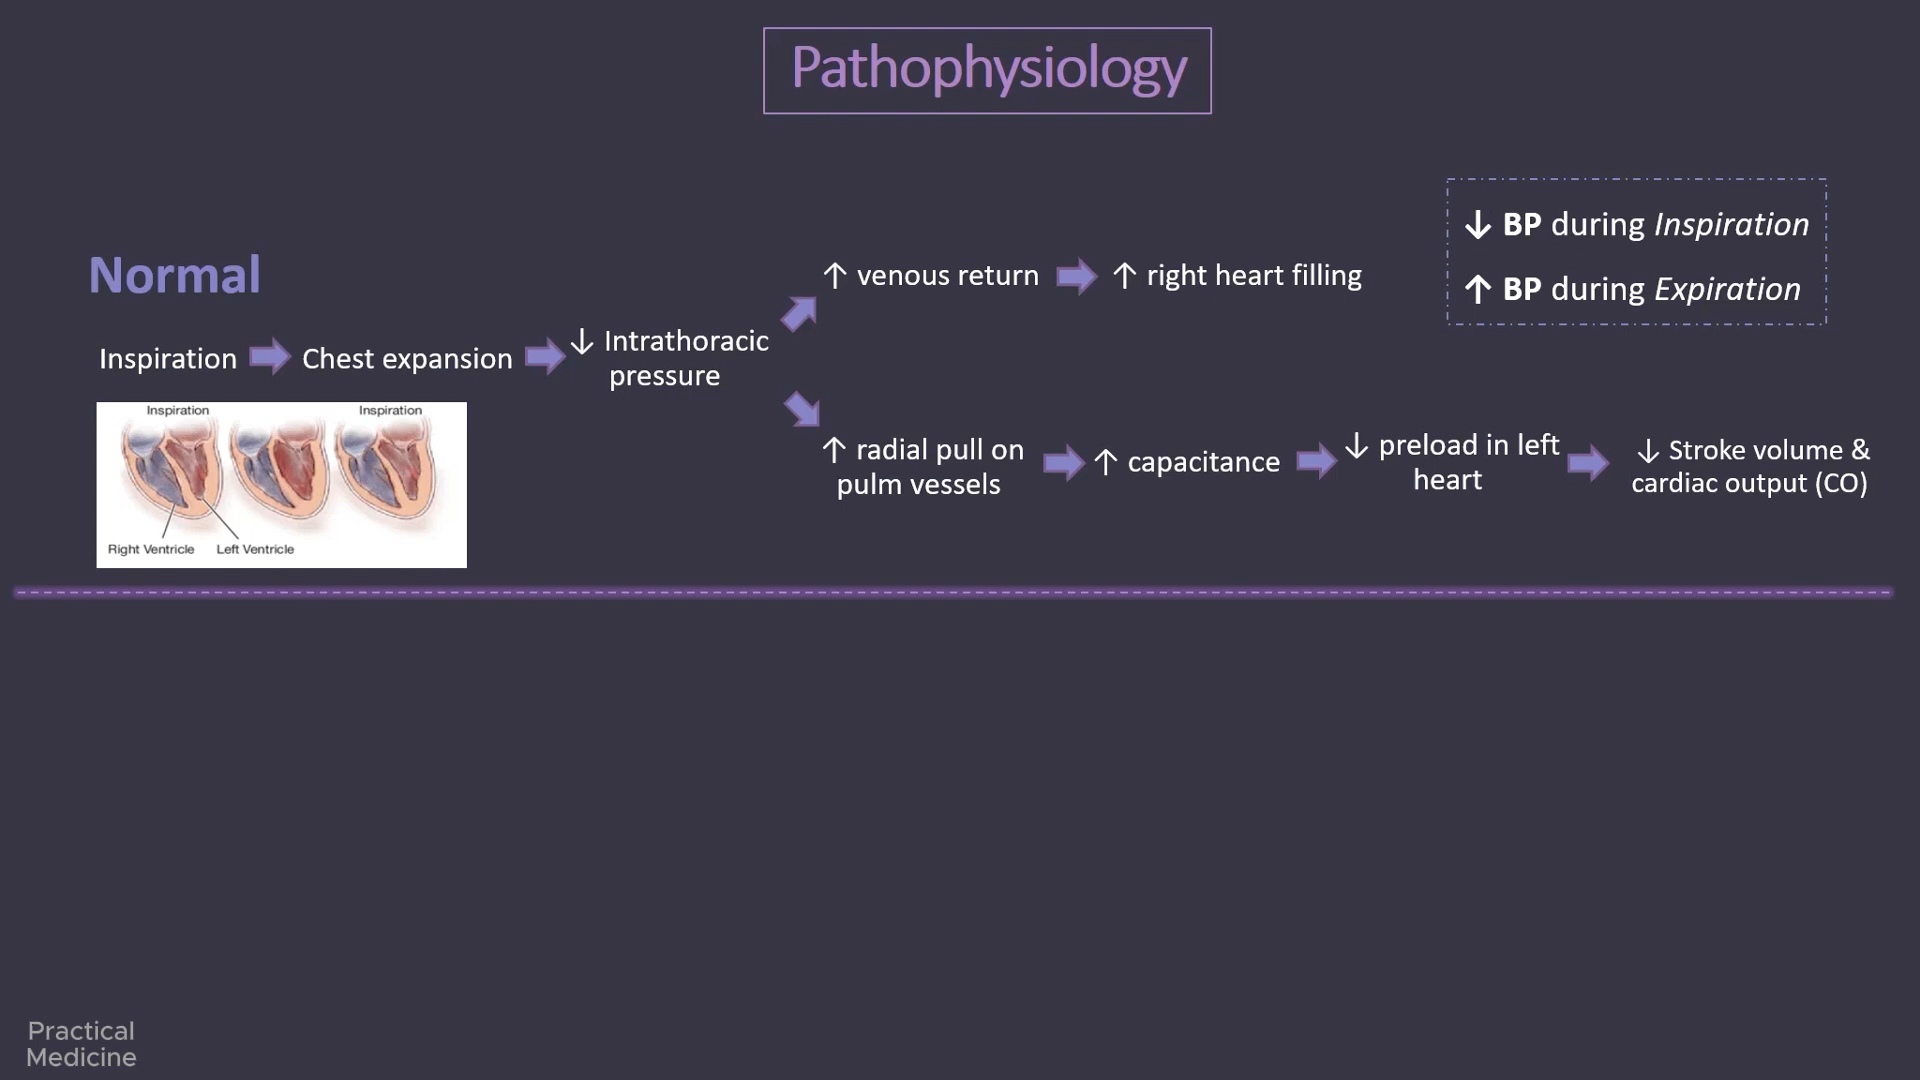 Pathophysiology
↓ BP during Inspiration
↑ BP during Expiration
Normal
↑ venous return
↑ right heart filling
Inspiration
Chest expansion
↓ Intrathoracic
pressure
↑ radial pull on
pulm vessels
↑ capacitance
↓ preload in left
heart
↓ Stroke volume &
cardiac output (CO)
Inspiration
Inspiration
Right Ventricle
Left Ventricle
Practical
Medicine